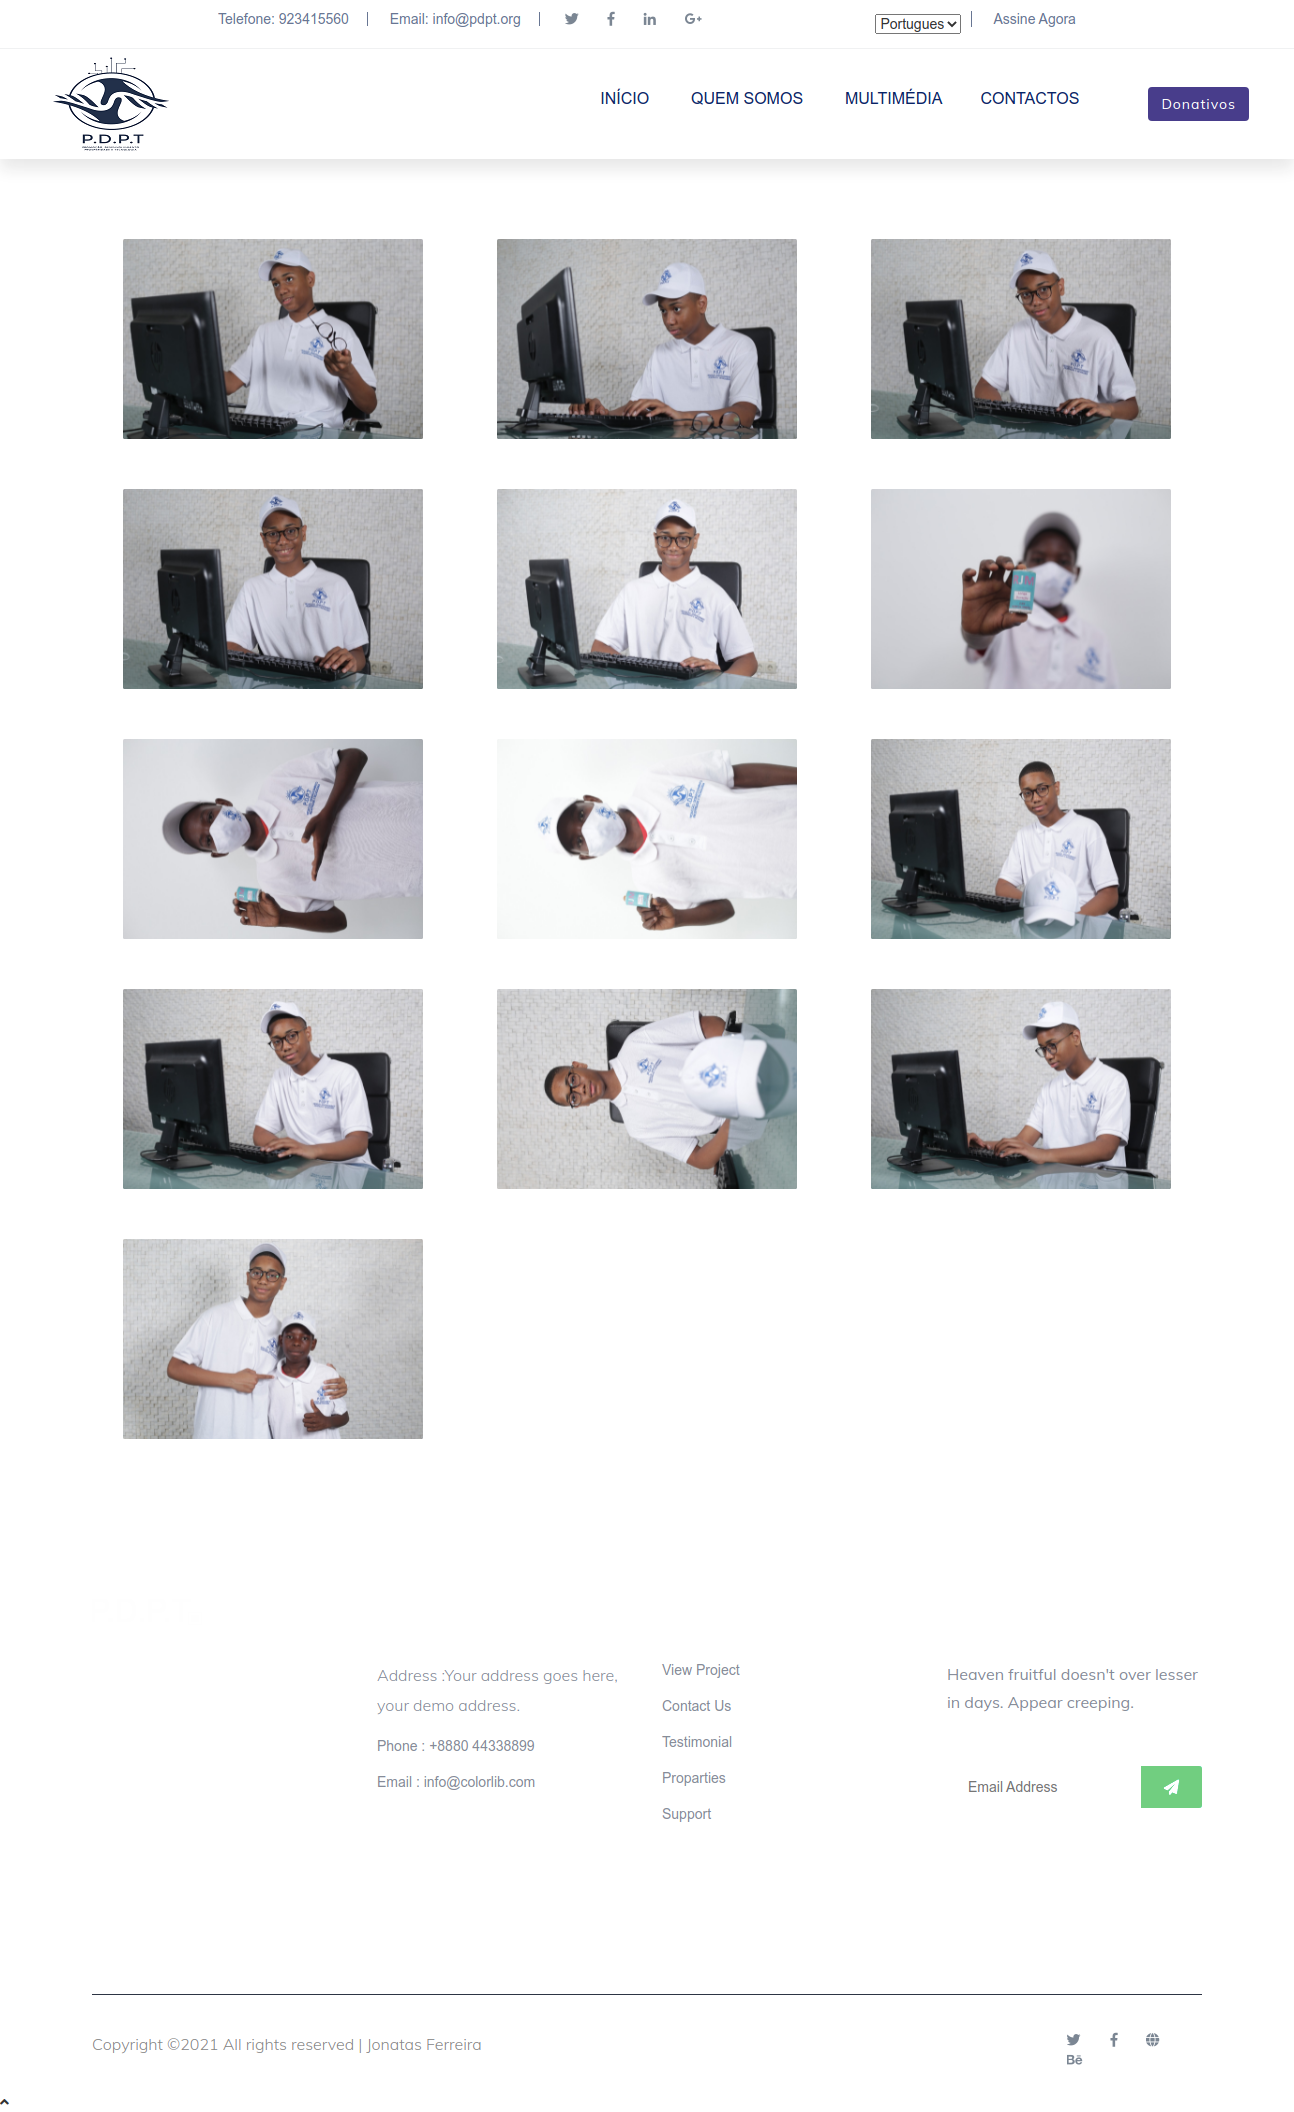 Telefone: 923415560
Email: info@pdpt.org
Portugues
Assine Agora
P.D.P.T
INÍCIO
QUEM SOMOS
MULTIMÉDIA
CONTACTOS
Donativos
Address :Your address goes here,
your demo address.
Phone : +8880 44338899
Email : info@colorlib.com
View Project
Contact Us
Testimonial
Proparties
Support
Heaven fruitful doesn't over lesser
in days. Appear creeping.
Email Address
Copyright ©2021 All rights reserved | Jonatas Ferreira